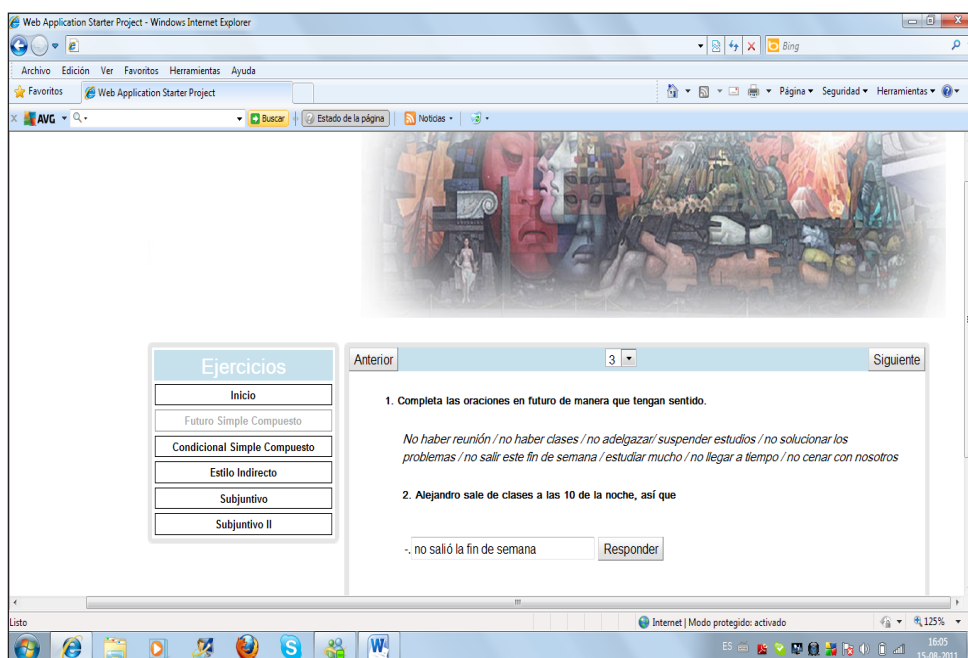 Web Application Starter Project - Windows Internet Explorer
Bing
Archivo Edición Ver Favoritos Herramientas Ayuda
Favoritos Web Application Starter Project Página Seguridad Herramientas
AVG Buscar Estado de la página Noticias
Ejercicios
Inicio
Futuro Simple Compuesto
Condicional Simple Compuesto
Estilo Indirecto
Subjuntivo
Subjuntivo II
Anterior 3 Siguiente
1. Completa las oraciones en futuro de manera que tengan sentido.
No haber reunión / no haber clases / no adelgazar/ suspender estudios / no solucionar los
problemas / no salir este fin de semana / estudiar mucho / no llegar a tiempo / no cenar con nosotros
2. Alejandro sale de clases a las 10 de la noche, así que
-. no salió la fin de semana Responder
Listo Internet | Modo protegido: activado 125%
ES 16:05
15-08-2011